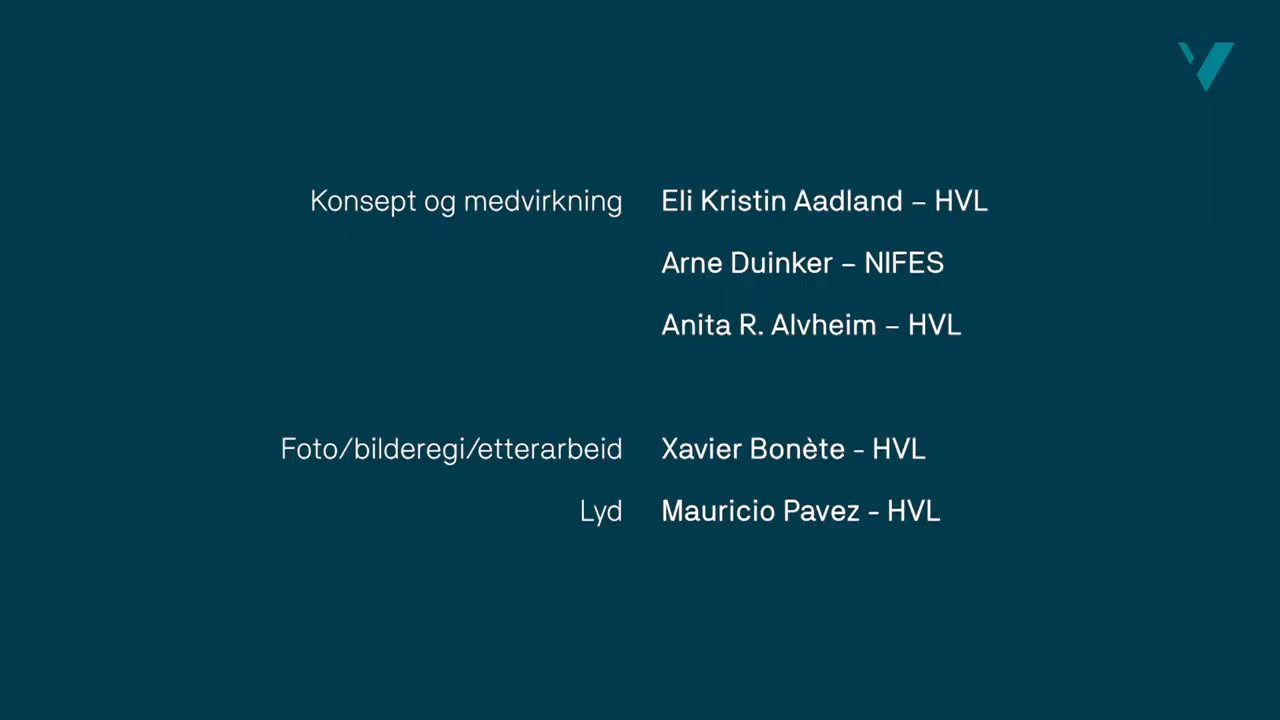 Konsept og medvirkning Eli Kristin Aadland – HVL
Arne Duinker – NIFES
Anita R. Alvheim – HVL
Foto/bilderegi/etterarbeid Xavier Bonète - HVL
Lyd Mauricio Pavez - HVL